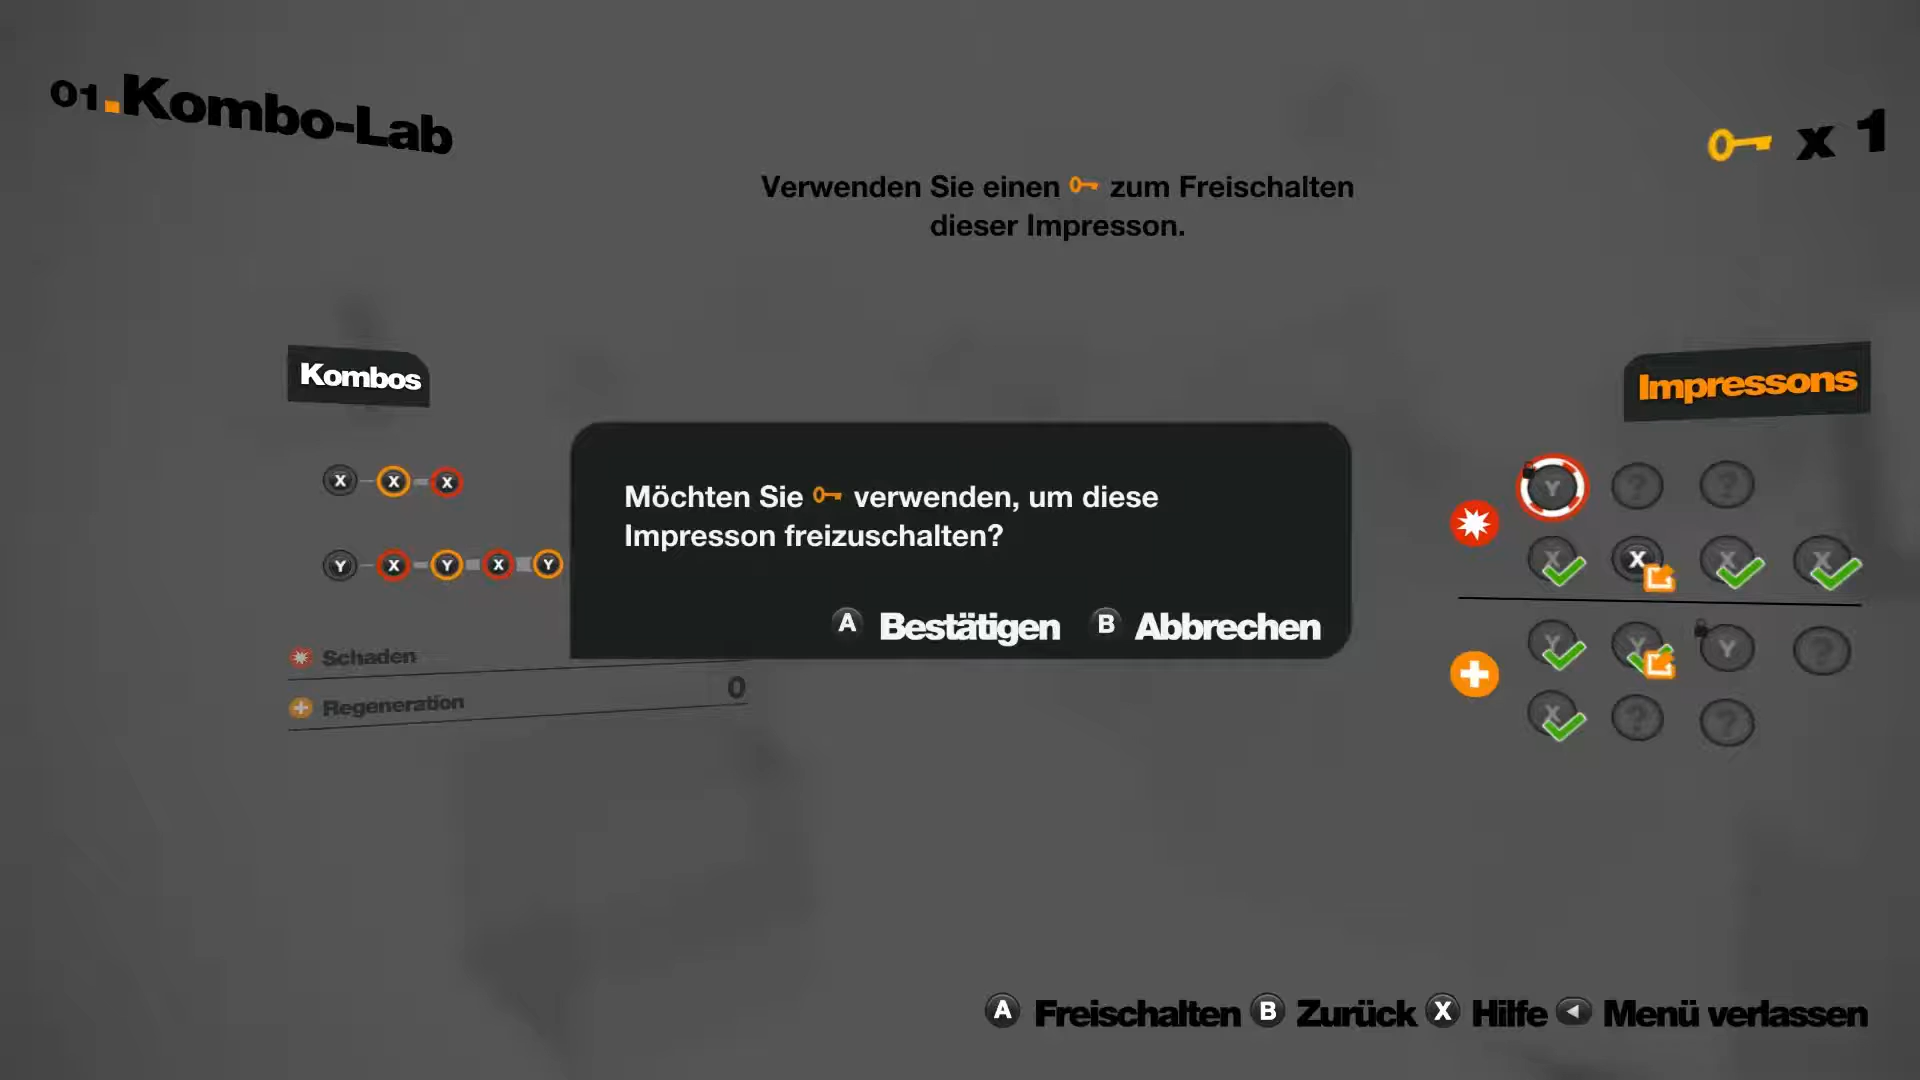 01.Kombo-Lab
x 1
Verwenden Sie einen zum Freischalten
dieser Impresson.
Kombos
Impressons
X X X
Y X Y X Y
Möchten Sie verwenden, um diese
Impresson freizuschalten?
A Bestätigen B Abbrechen
Schaden
0
Regeneration
Y ? ?
X X X X
Y Y Y ?
X ? ?
A Freischalten B Zurück X Hilfe Menü verlassen